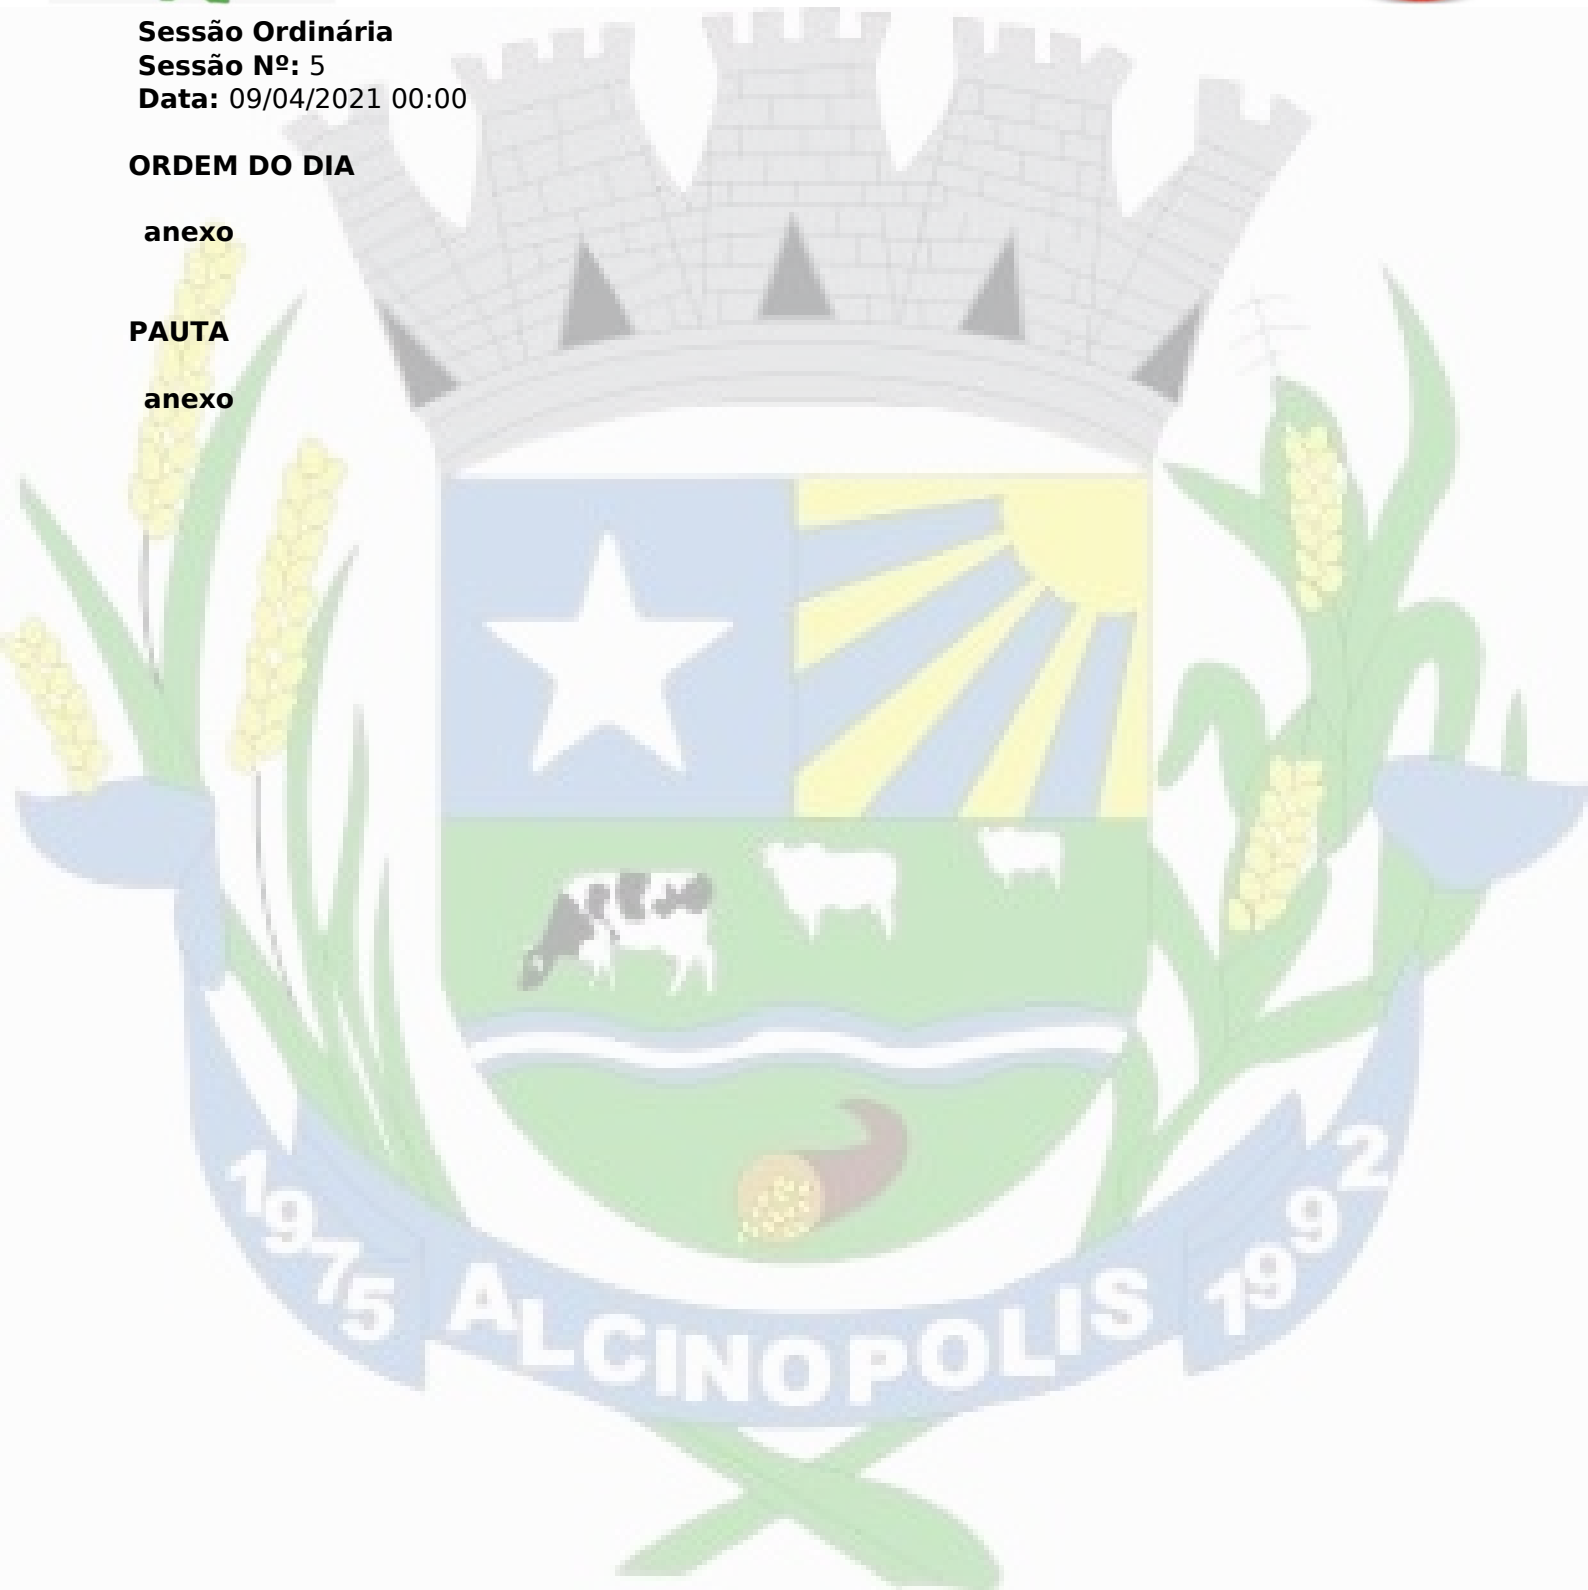 Sessão Ordinária
Sessão Nº: 5
Data: 09/04/2021 00:00
ORDEM DO DIA
anexo
PAUTA
anexo
1975 ALCINOPOLIS 1992